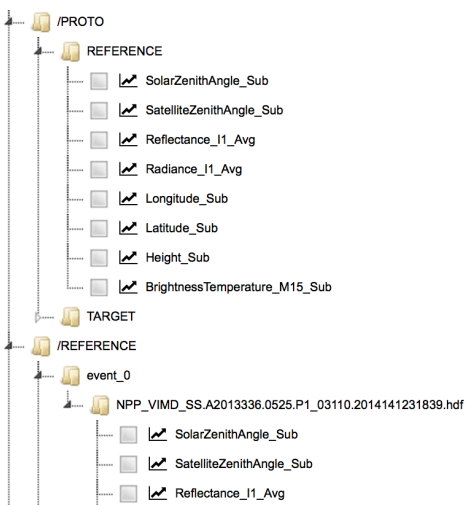 /PROTO
REFERENCE
SolarZenithAngle_Sub
SatelliteZenithAngle_Sub
Reflectance_I1_Avg
Radiance_I1_Avg
Longitude_Sub
Latitude_Sub
Height_Sub
BrightnessTemperature_M15_Sub
TARGET
/REFERENCE
event_0
NPP_VIMD_SS.A2013336.0525.P1_03110.2014141231839.hdf
SolarZenithAngle_Sub
SatelliteZenithAngle_Sub
Reflectance_I1_Avg